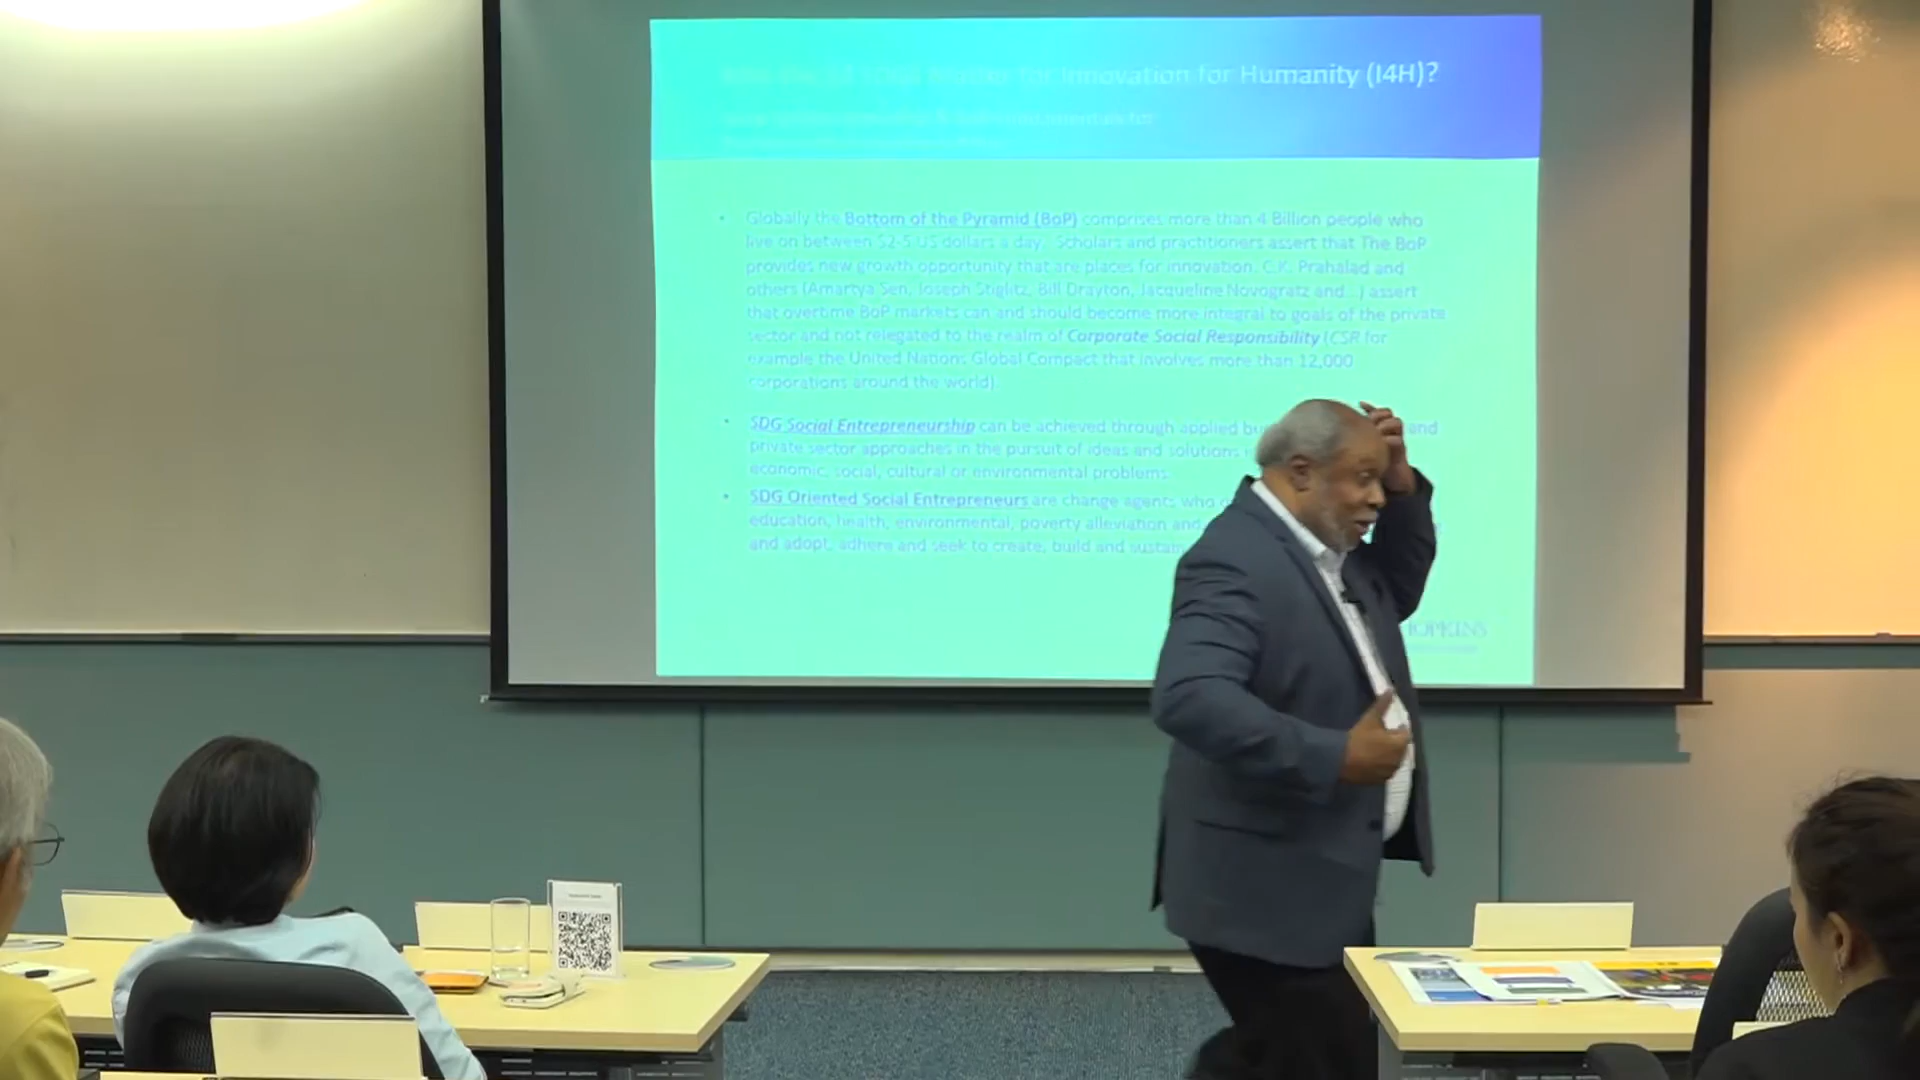 for Innovation for Humanity (I4H)?
• Globally the Bottom of the Pyramid (BoP) comprises more than 4 Billion people who
live on between $2-5 US dollars a day. Scholars and practitioners assert that The BoP
provides new growth opportunity that are places for innovation. C.K. Prahalad and
others (Amartya Sen, Joseph Stiglitz, Bill Drayton, Jacqueline Novogratz and...) assert
that overtime BoP markets can and should become more integral to goals of the private
sector and not relegated to the realm of Corporate Social Responsibility (CSR for
example the United Nations Global Compact that involves more than 12,000
corporations around the world)
• SDG Social Entrepreneurship can be achieved through applied and
private sector approaches in the pursuit of ideas and solutions
economic, social, cultural or environmental problems.
• SDG Oriented Social Entrepreneurs are change agents who
education, health, environmental, poverty alleviation and
and adopt, adhere and seek to create, build and
HOPKINS